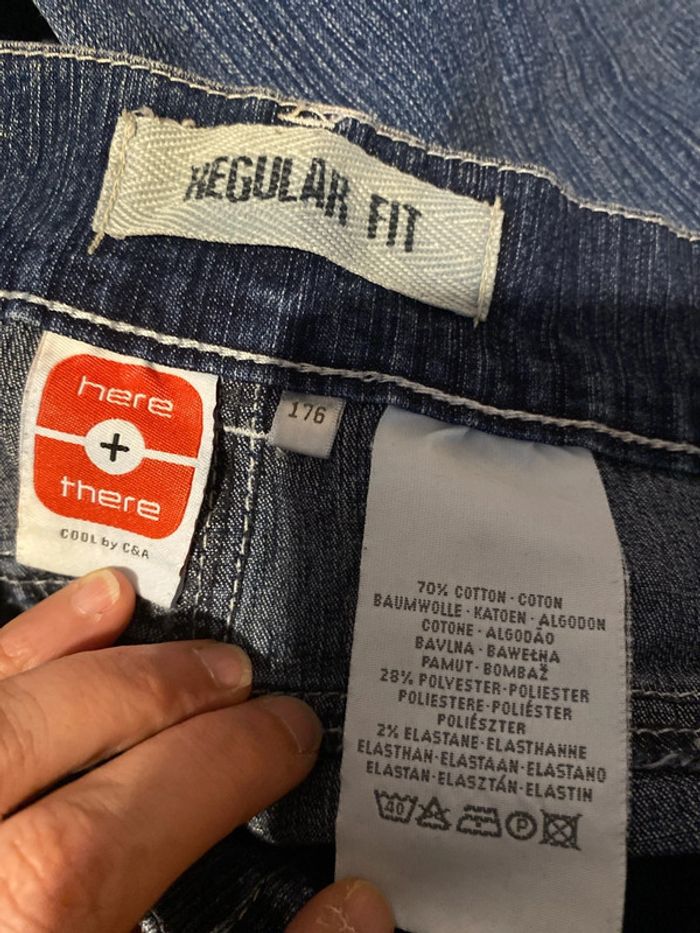 REGULAR FIT
here
+
there
COOL by C&A
176
70% COTTON·COTON
BAUMWOLLE·KATOEN·ALGODON
COTONE·ALGODÃO
BAVLNA·BAWEŁNA
PAMUT·BOMBAŽ
28% POLYESTER·POLIESTER
POLIESTERE·POLIÉSTER
POLIÉSZTER
2% ELASTANE·ELASTHANNE
ELASTHAN·ELASTAAN·ELASTANO
ELASTAN·ELASZTÁN·ELASTIN
40 P